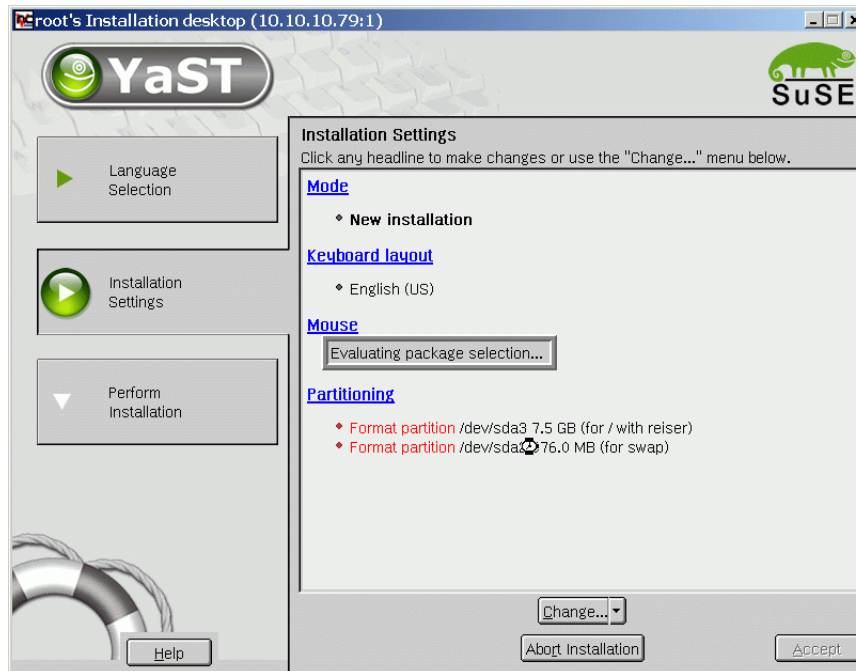 root's Installation desktop (10.10.10.79:1)
YaST
SuSE
Language
Selection
Installation
Settings
Perform
Installation
Help
Installation Settings
Click any headline to make changes or use the "Change..." menu below.
Mode
New installation
Keyboard layout
English (US)
Mouse
Evaluating package selection...
Partitioning
Format partition /dev/sda3 7.5 GB (for / with reiser)
Format partition 76.0 MB (for swap)
Change...
Abort Installation
Accept